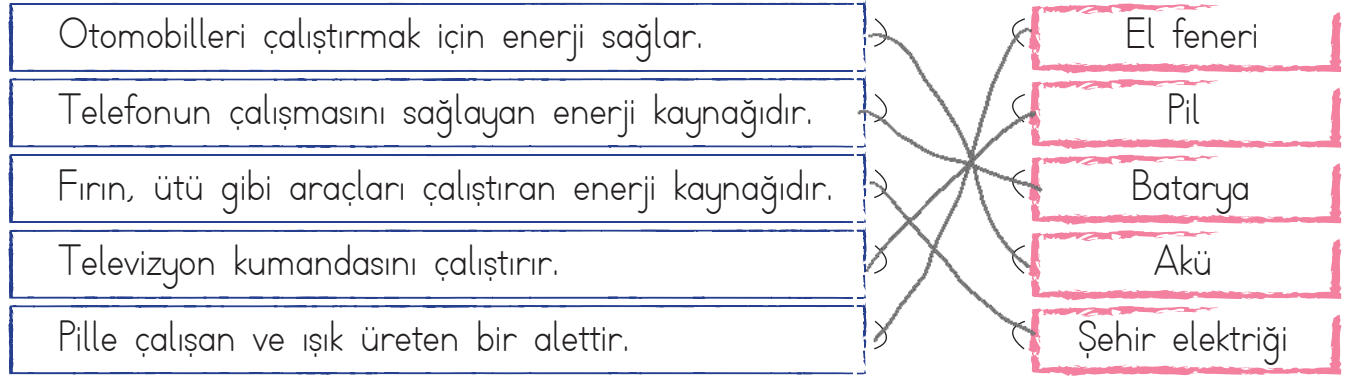 Otomobilleri çalıştırmak için enerji sağlar.
El feneri
Telefonun çalışmasını sağlayan enerji kaynağıdır.
Pil
Fırın, ütü gibi araçları çalıştıran enerji kaynağıdır.
Batarya
Televizyon kumandasını çalıştırır.
Akü
Pille çalışan ve ışık üreten bir alettir.
Şehir elektriği